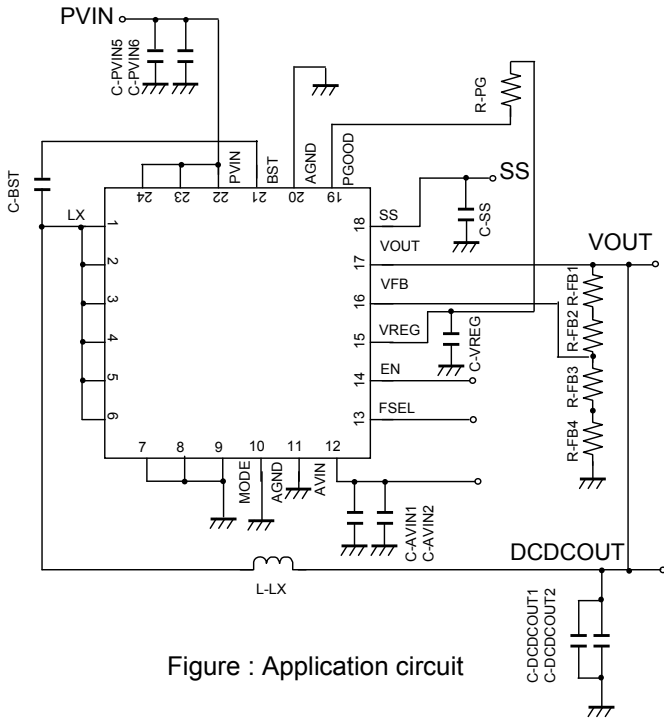 PVIN
C-PVIN5
C-PVIN6
R-PG
C-BST
PVIN
BST
AGND
PGOOD
24
23
22
21
20
19
LX
1
2
3
4
5
6
18
17
16
15
14
13
SS
VOUT
VFB
VREG
EN
FSEL
SS
C-SS
C-VREG
VOUT
R-FB1
R-FB2
R-FB3
R-FB4
7
8
9
10
11
12
MODE
AGND
AVIN
C-AVIN1
C-AVIN2
DCDCOUT
L-LX
C-DCDCOUT1
C-DCDCOUT2
Figure : Application circuit